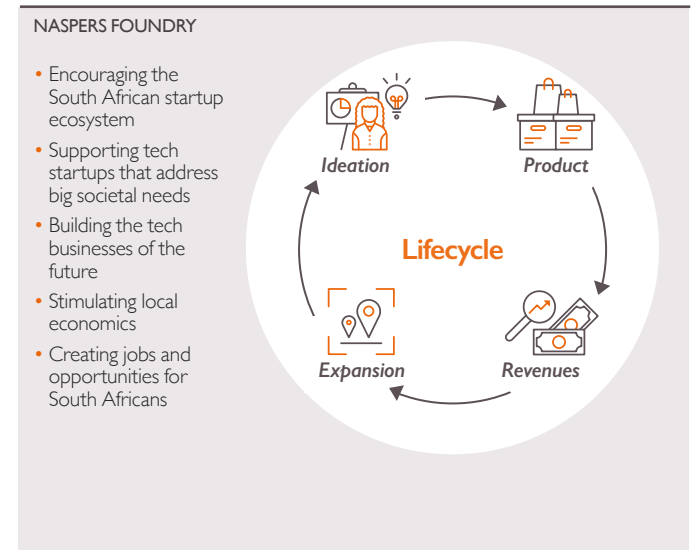 NASPERS FOUNDRY
• Encouraging the
South African startup
ecosystem
• Supporting tech
startups that address
big societal needs
• Building the tech
businesses of the
future
• Stimulating local
economics
• Creating jobs and
opportunities for
South Africans
Ideation
Product
Lifecycle
Expansion
Revenues